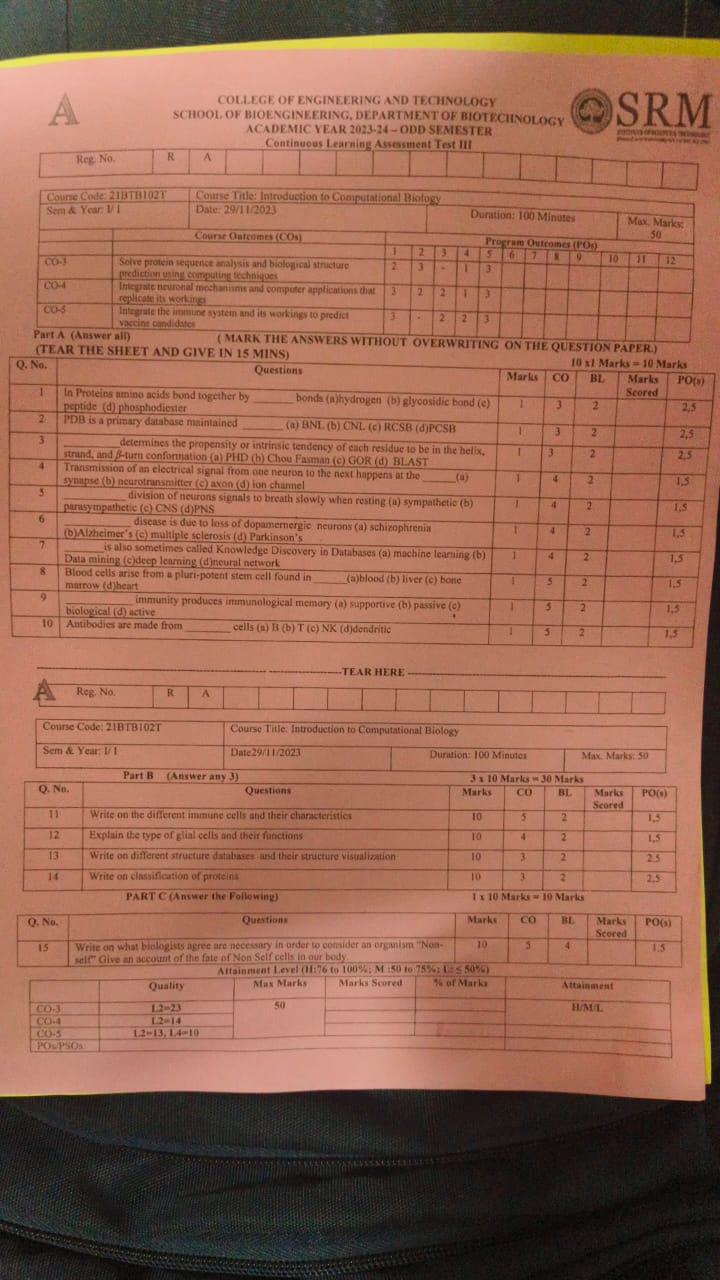 A
COLLEGE OF ENGINEERING AND TECHNOLOGY
SCHOOL OF BIOENGINEERING, DEPARTMENT OF BIOTECHNOLOGY
ACADEMIC YEAR 2023-24 – ODD SEMESTER
Continuous Learning Assessment Test III
SRM
Reg. No. R A
Course Code: 21BTB102T Course Title: Introduction to Computational Biology
Sem & Year: I/ I Date: 29/11/2023 Duration: 100 Minutes Max. Marks: 50
Course Outcomes (COs) Program Outcomes (POs)
1 2 3 4 5 6 7 8 9 10 11 12
CO-3 Solve protein sequence analysis and biological structure 2 3 - 1 3
prediction using computing techniques
CO-4 Integrate neuronal mechanisms and computer applications that 3 2 2 1 3
replicate its workings
CO-5 Integrate the immune system and its workings to predict 3 - 2 2 3
vaccine candidates
Part A (Answer all) ( MARK THE ANSWERS WITHOUT OVERWRITING ON THE QUESTION PAPER.)
(TEAR THE SHEET AND GIVE IN 15 MINS) 10 x1 Marks = 10 Marks
Q. No. Questions Marks CO BL Marks Scored PO(s)
1 In Proteins amino acids bond together by ________ bonds (a)hydrogen (b) glycosidic bond (c) 1 3 2 2,5
peptide (d) phosphodiester
2 PDB is a primary database maintained ________ (a) BNL (b) CNL (c) RCSB (d)PCSB 1 3 2 2,5
3 ________ determines the propensity or intrinsic tendency of each residue to be in the helix, 1 3 2 2,5
strand, and β-turn conformation (a) PHD (b) Chou Fasman (c) GOR (d) BLAST
4 Transmission of an electrical signal from one neuron to the next happens at the ______(a) 1 4 2 1,5
synapse (b) neurotransmitter (c) axon (d) ion channel
5 __________ division of neurons signals to breath slowly when resting (a) sympathetic (b) 1 4 2 1,5
parasympathetic (c) CNS (d)PNS
6 __________ disease is due to loss of dopamernergic neurons (a) schizophrenia 1 4 2 1,5
(b)Alzheimer's (c) multiple sclerosis (d) Parkinson's
7 ______is also sometimes called Knowledge Discovery in Databases (a) machine learning (b) 1 4 2 1,5
Data mining (c)deep learning (d)neural network
8 Blood cells arise from a pluri-potent stem cell found in ______(a)blood (b) liver (c) bone 1 5 2 1,5
marrow (d)heart
9 __________ immunity produces immunological memory (a) supportive (b) passive (c) 1 5 2 1,5
biological (d) active
10 Antibodies are made from ________ cells (a) B (b) T (c) NK (d)dendritic 1 5 2 1,5
TEAR HERE
A Reg. No. R A
Course Code: 21BTB102T Course Title: Introduction to Computational Biology
Sem & Year: I/ I Date29/11/2023 Duration: 100 Minutes Max. Marks: 50
Part B (Answer any 3) 3 x 10 Marks = 30 Marks
Q. No. Questions Marks CO BL Marks Scored PO(s)
11 Write on the different immune cells and their characteristics 10 5 2 1,5
12 Explain the type of glial cells and their functions 10 4 2 1,5
13 Write on different structure databases and their structure visualization 10 3 2 2.5
14 Write on classification of proteins 10 3 2 2,5
PART C (Answer the Following) 1 x 10 Marks = 10 Marks
Q. No. Questions Marks CO BL Marks Scored PO(s)
15 Write on what biologists agree are necessary in order to consider an organism "Non- 10 5 4 1.5
self" Give an account of the fate of Non Self cells in our body.
Attainment Level (H:76 to 100%; M :50 to 75%; L: ≤ 50%)
Quality Max Marks Marks Scored % of Marks Attainment
CO-3 L2=23 50 H/M/L
CO-4 L2=14
CO-5 L2=13, L4=10
POs/PSOs: